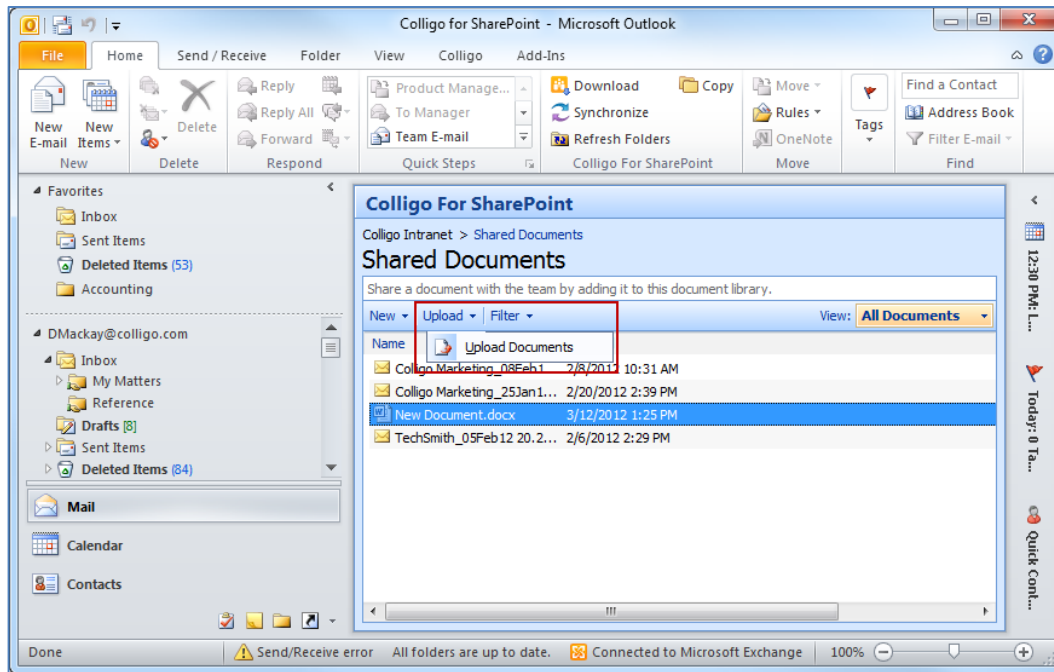 Colligo for SharePoint - Microsoft Outlook
File Home Send / Receive Folder View Colligo Add-Ins
New E-mail
New Items
New
Delete
Delete
Reply
Reply All
Forward
Respond
Product Manage...
To Manager
Team E-mail
Quick Steps
Download
Copy
Synchronize
Refresh Folders
Colligo For SharePoint
Move
Rules
OneNote
Move
Tags
Find a Contact
Address Book
Filter E-mail
Find
Favorites
Inbox
Sent Items
Deleted Items (53)
Accounting
DMackay@colligo.com
Inbox
My Matters
Reference
Drafts [8]
Sent Items
Deleted Items (84)
Mail
Calendar
Contacts
Colligo For SharePoint
Colligo Intranet > Shared Documents
Shared Documents
Share a document with the team by adding it to this document library.
New Upload Filter View: All Documents
Name
Upload Documents
Colligo Marketing_08Feb1... 2/8/2012 10:31 AM
Colligo Marketing_25Jan1... 2/20/2012 2:39 PM
New Document.docx 3/12/2012 1:25 PM
TechSmith_05Feb12 20.2... 2/6/2012 2:29 PM
12:30 PM: L...
Today: 0 Ta...
Quick Cont...
Done Send/Receive error All folders are up to date. Connected to Microsoft Exchange 100%